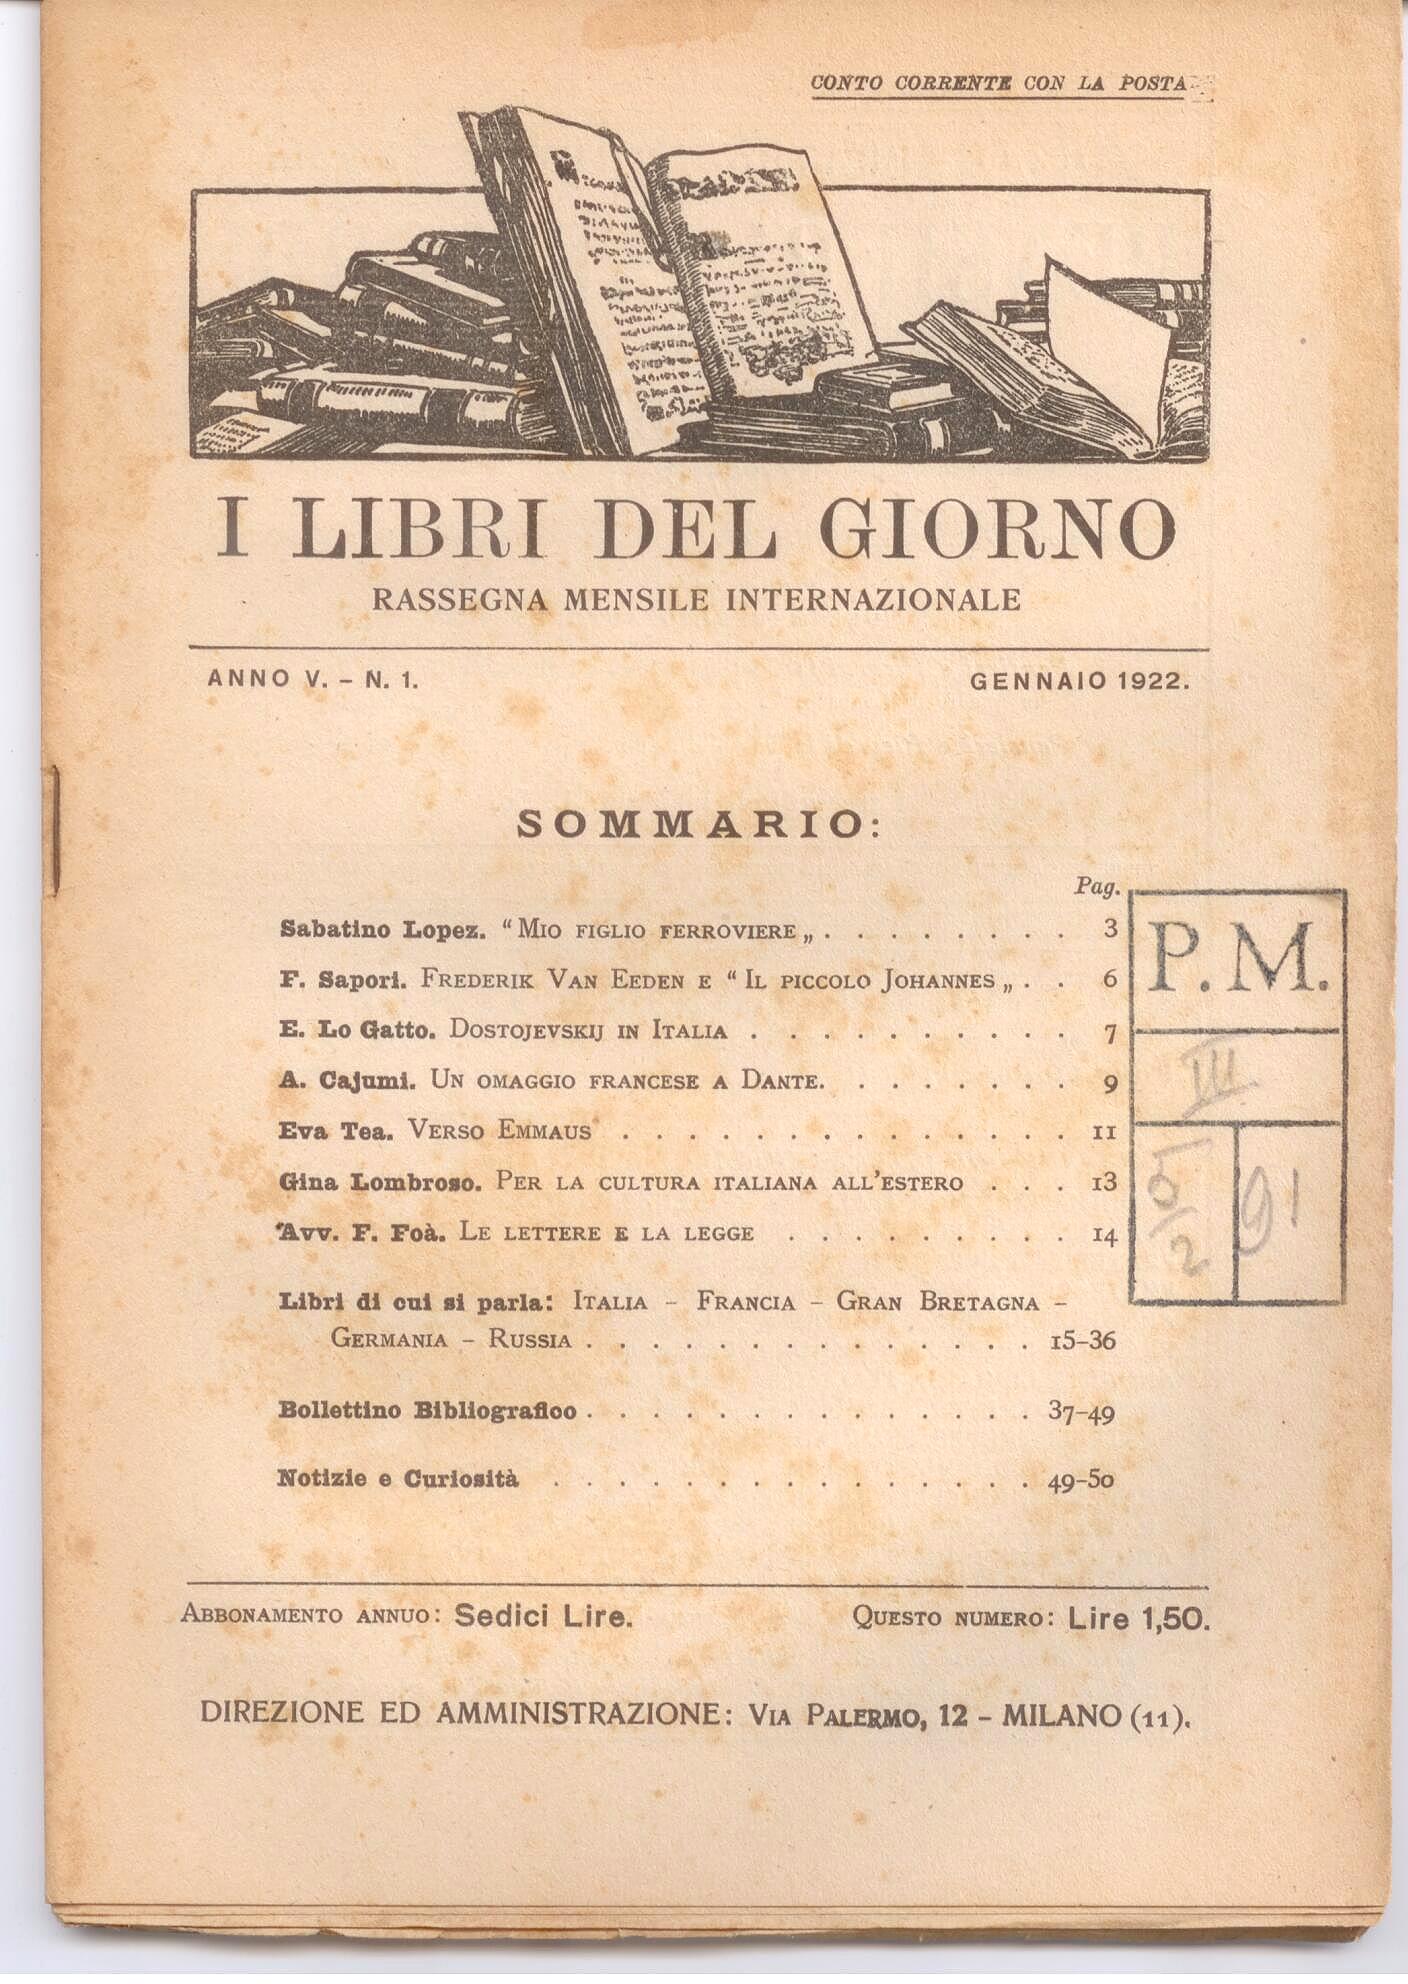 CONTO CORRENTE CON LA POSTA
I LIBRI DEL GIORNO
RASSEGNA MENSILE INTERNAZIONALE
ANNO V. – N. 1.
GENNAIO 1922.
SOMMARIO:
Pag.
Sabatino Lopez. “ Mio figlio ferroviere „ . . . . . . . . . 3
F. Sapori. Frederik Van Eeden e “ Il piccolo Johannes „ . . 6
E. Lo Gatto. Dostojevskij in Italia . . . . . . . . . . 7
A. Cajumi. Un omaggio francese a Dante. . . . . . . . 9
Eva Tea. Verso Emmaus . . . . . . . . . . . . . . 11
Gina Lombroso. Per la cultura italiana all'estero . . . 13
Avv. F. Foà. Le lettere e la legge . . . . . . . . . 14
Libri di cui si parla: Italia – Francia – Gran Bretagna –
Germania – Russia . . . . . . . . . . . . . . 15-36
Bollettino Bibliografico . . . . . . . . . . . . . . 37-49
Notizie e Curiosità . . . . . . . . . . . . . . . 49-50
P.M.
III
5/2
91
Abbonamento annuo: Sedici Lire.
Questo numero: Lire 1,50.
DIREZIONE ED AMMINISTRAZIONE: Via Palermo, 12 – MILANO (11).